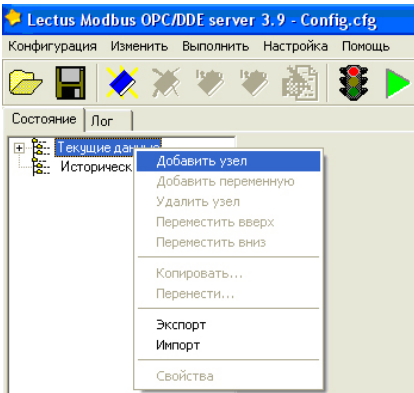 Lectus Modbus OPC/DDE server 3.9 - Config.cfg
Конфигурация Изменить Выполнить Настройка Помощь
Состояние Лог
Текущие данные
Историческ
Добавить узел
Добавить переменную
Удалить узел
Переместить вверх
Переместить вниз
Копировать...
Перенести...
Экспорт
Импорт
Свойства